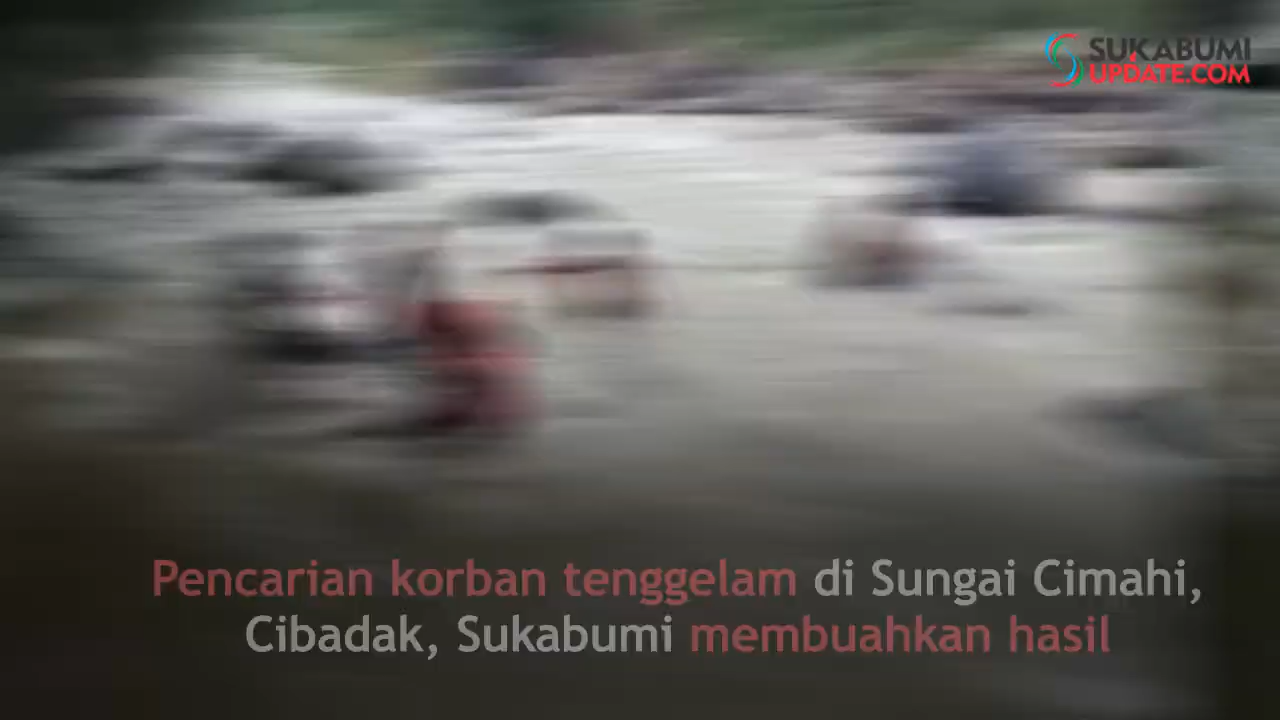 SUKABUMI
UPDATE.COM
Pencarian korban tenggelam di Sungai Cimahi,
Cibadak, Sukabumi membuahkan hasil